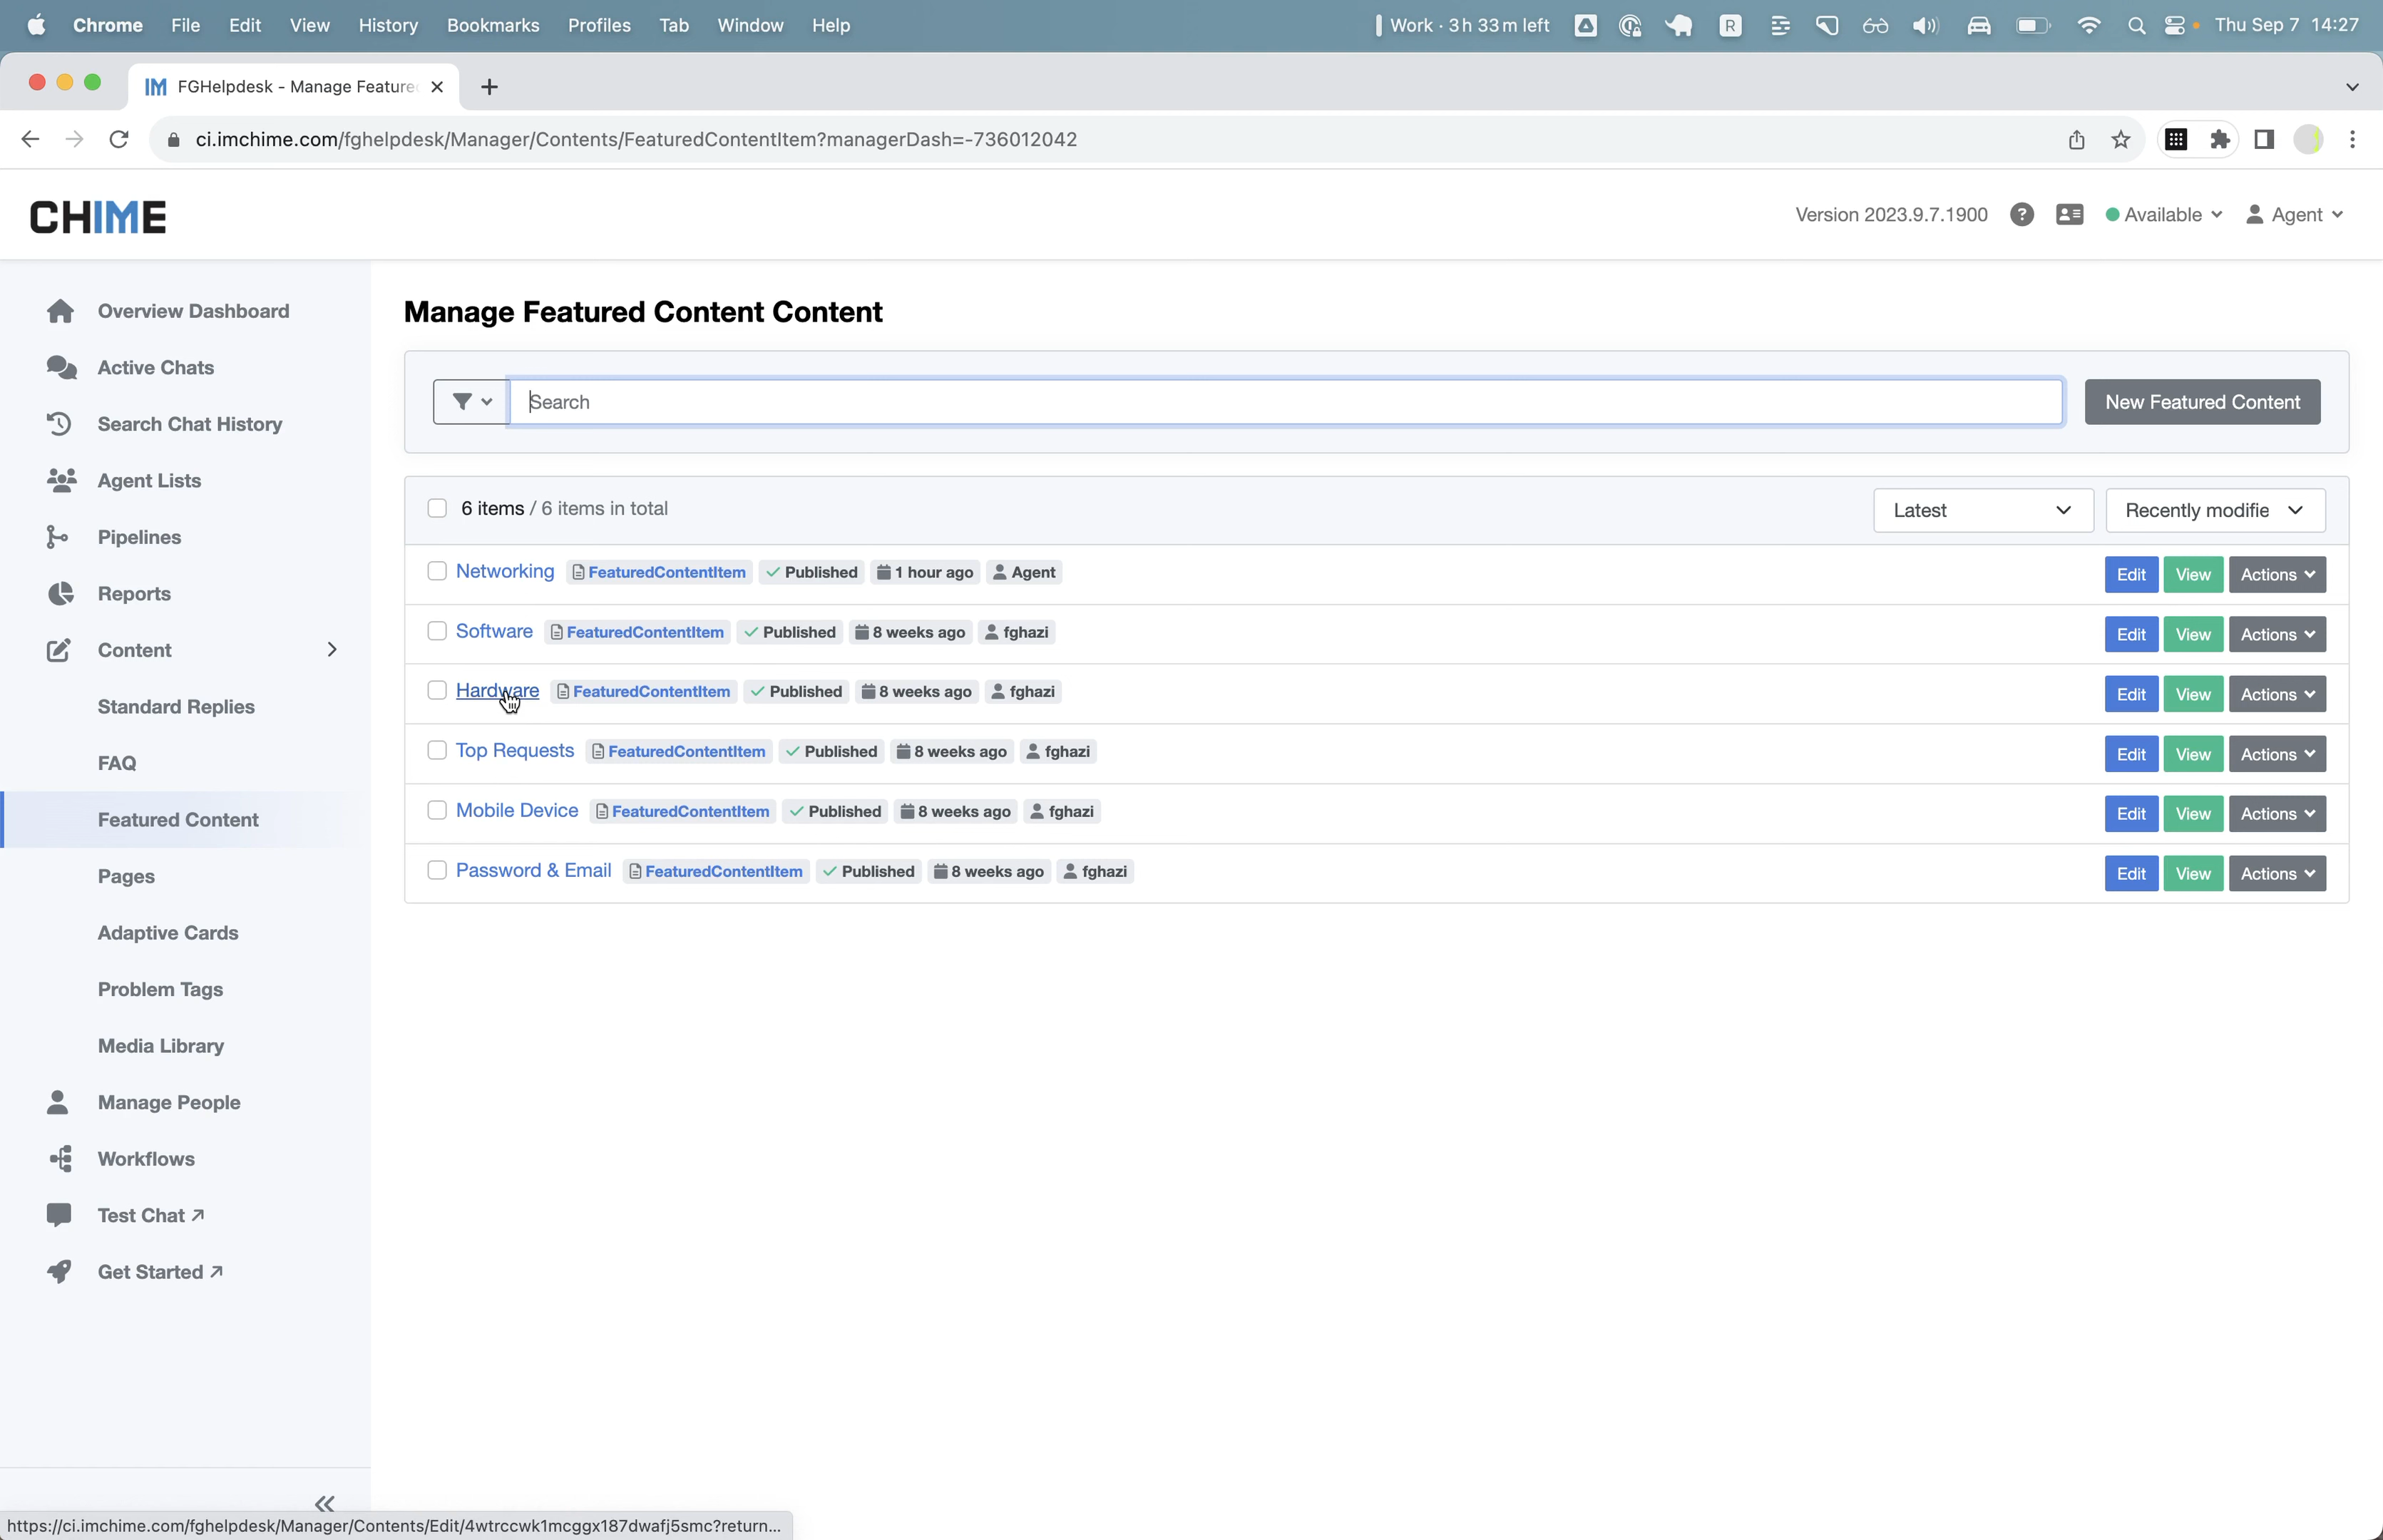 Chrome File Edit View History Bookmarks Profiles Tab Window Help Work · 3 h 33 m left R Thu Sep 7 14:27
IM FGHelpdesk - Manage Feature
ci.imchime.com/fghelpdesk/Manager/Contents/FeaturedContentItem?managerDash=-736012042
CHIME Version 2023.9.7.1900 ? Available Agent
Overview Dashboard
Active Chats
Search Chat History
Agent Lists
Pipelines
Reports
Content
Standard Replies
FAQ
Featured Content
Pages
Adaptive Cards
Problem Tags
Media Library
Manage People
Workflows
Test Chat
Get Started
Manage Featured Content Content
Search New Featured Content
6 items / 6 items in total Latest Recently modifie
Networking FeaturedContentItem Published 1 hour ago Agent Edit View Actions
Software FeaturedContentItem Published 8 weeks ago fghazi Edit View Actions
Hardware FeaturedContentItem Published 8 weeks ago fghazi Edit View Actions
Top Requests FeaturedContentItem Published 8 weeks ago fghazi Edit View Actions
Mobile Device FeaturedContentItem Published 8 weeks ago fghazi Edit View Actions
Password & Email FeaturedContentItem Published 8 weeks ago fghazi Edit View Actions
https://ci.imchime.com/fghelpdesk/Manager/Contents/Edit/4wtrccwk1mcggx187dwafj5smc?return...